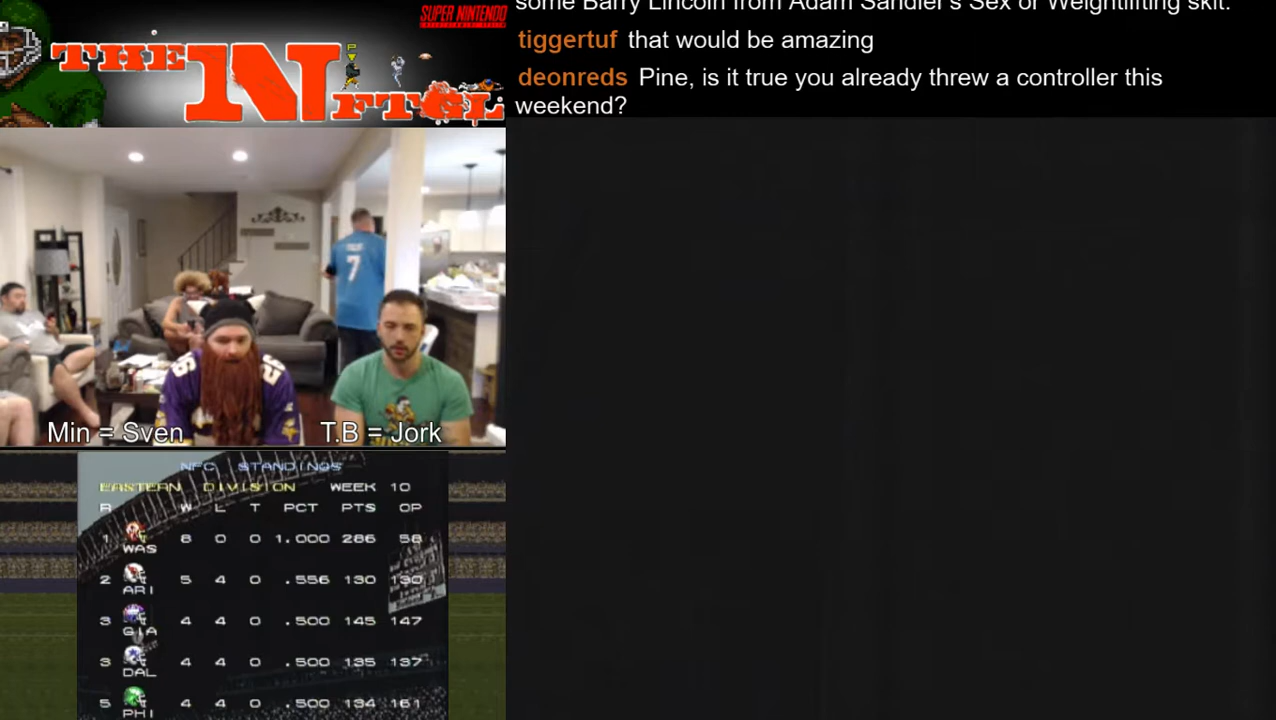 SUPER NINTENDO
THE NFTGL
some Barry Lincoln from Adam Sandler's Sex or Weightlifting skit.
tiggertuf that would be amazing
deonreds Pine, is it true you already threw a controller this
weekend?
7
26
Min = Sven T.B = Jork
NFC STANDINGS
EASTERN DIVISION WEEK 10
R W L T PCT PTS OP
1 WAS 8 0 0 1.000 286 58
2 ARI 5 4 0 .556 130 130
3 GIA 4 4 0 .500 145 147
3 DAL 4 4 0 .500 135 137
5 PHI 4 4 0 .500 134 161